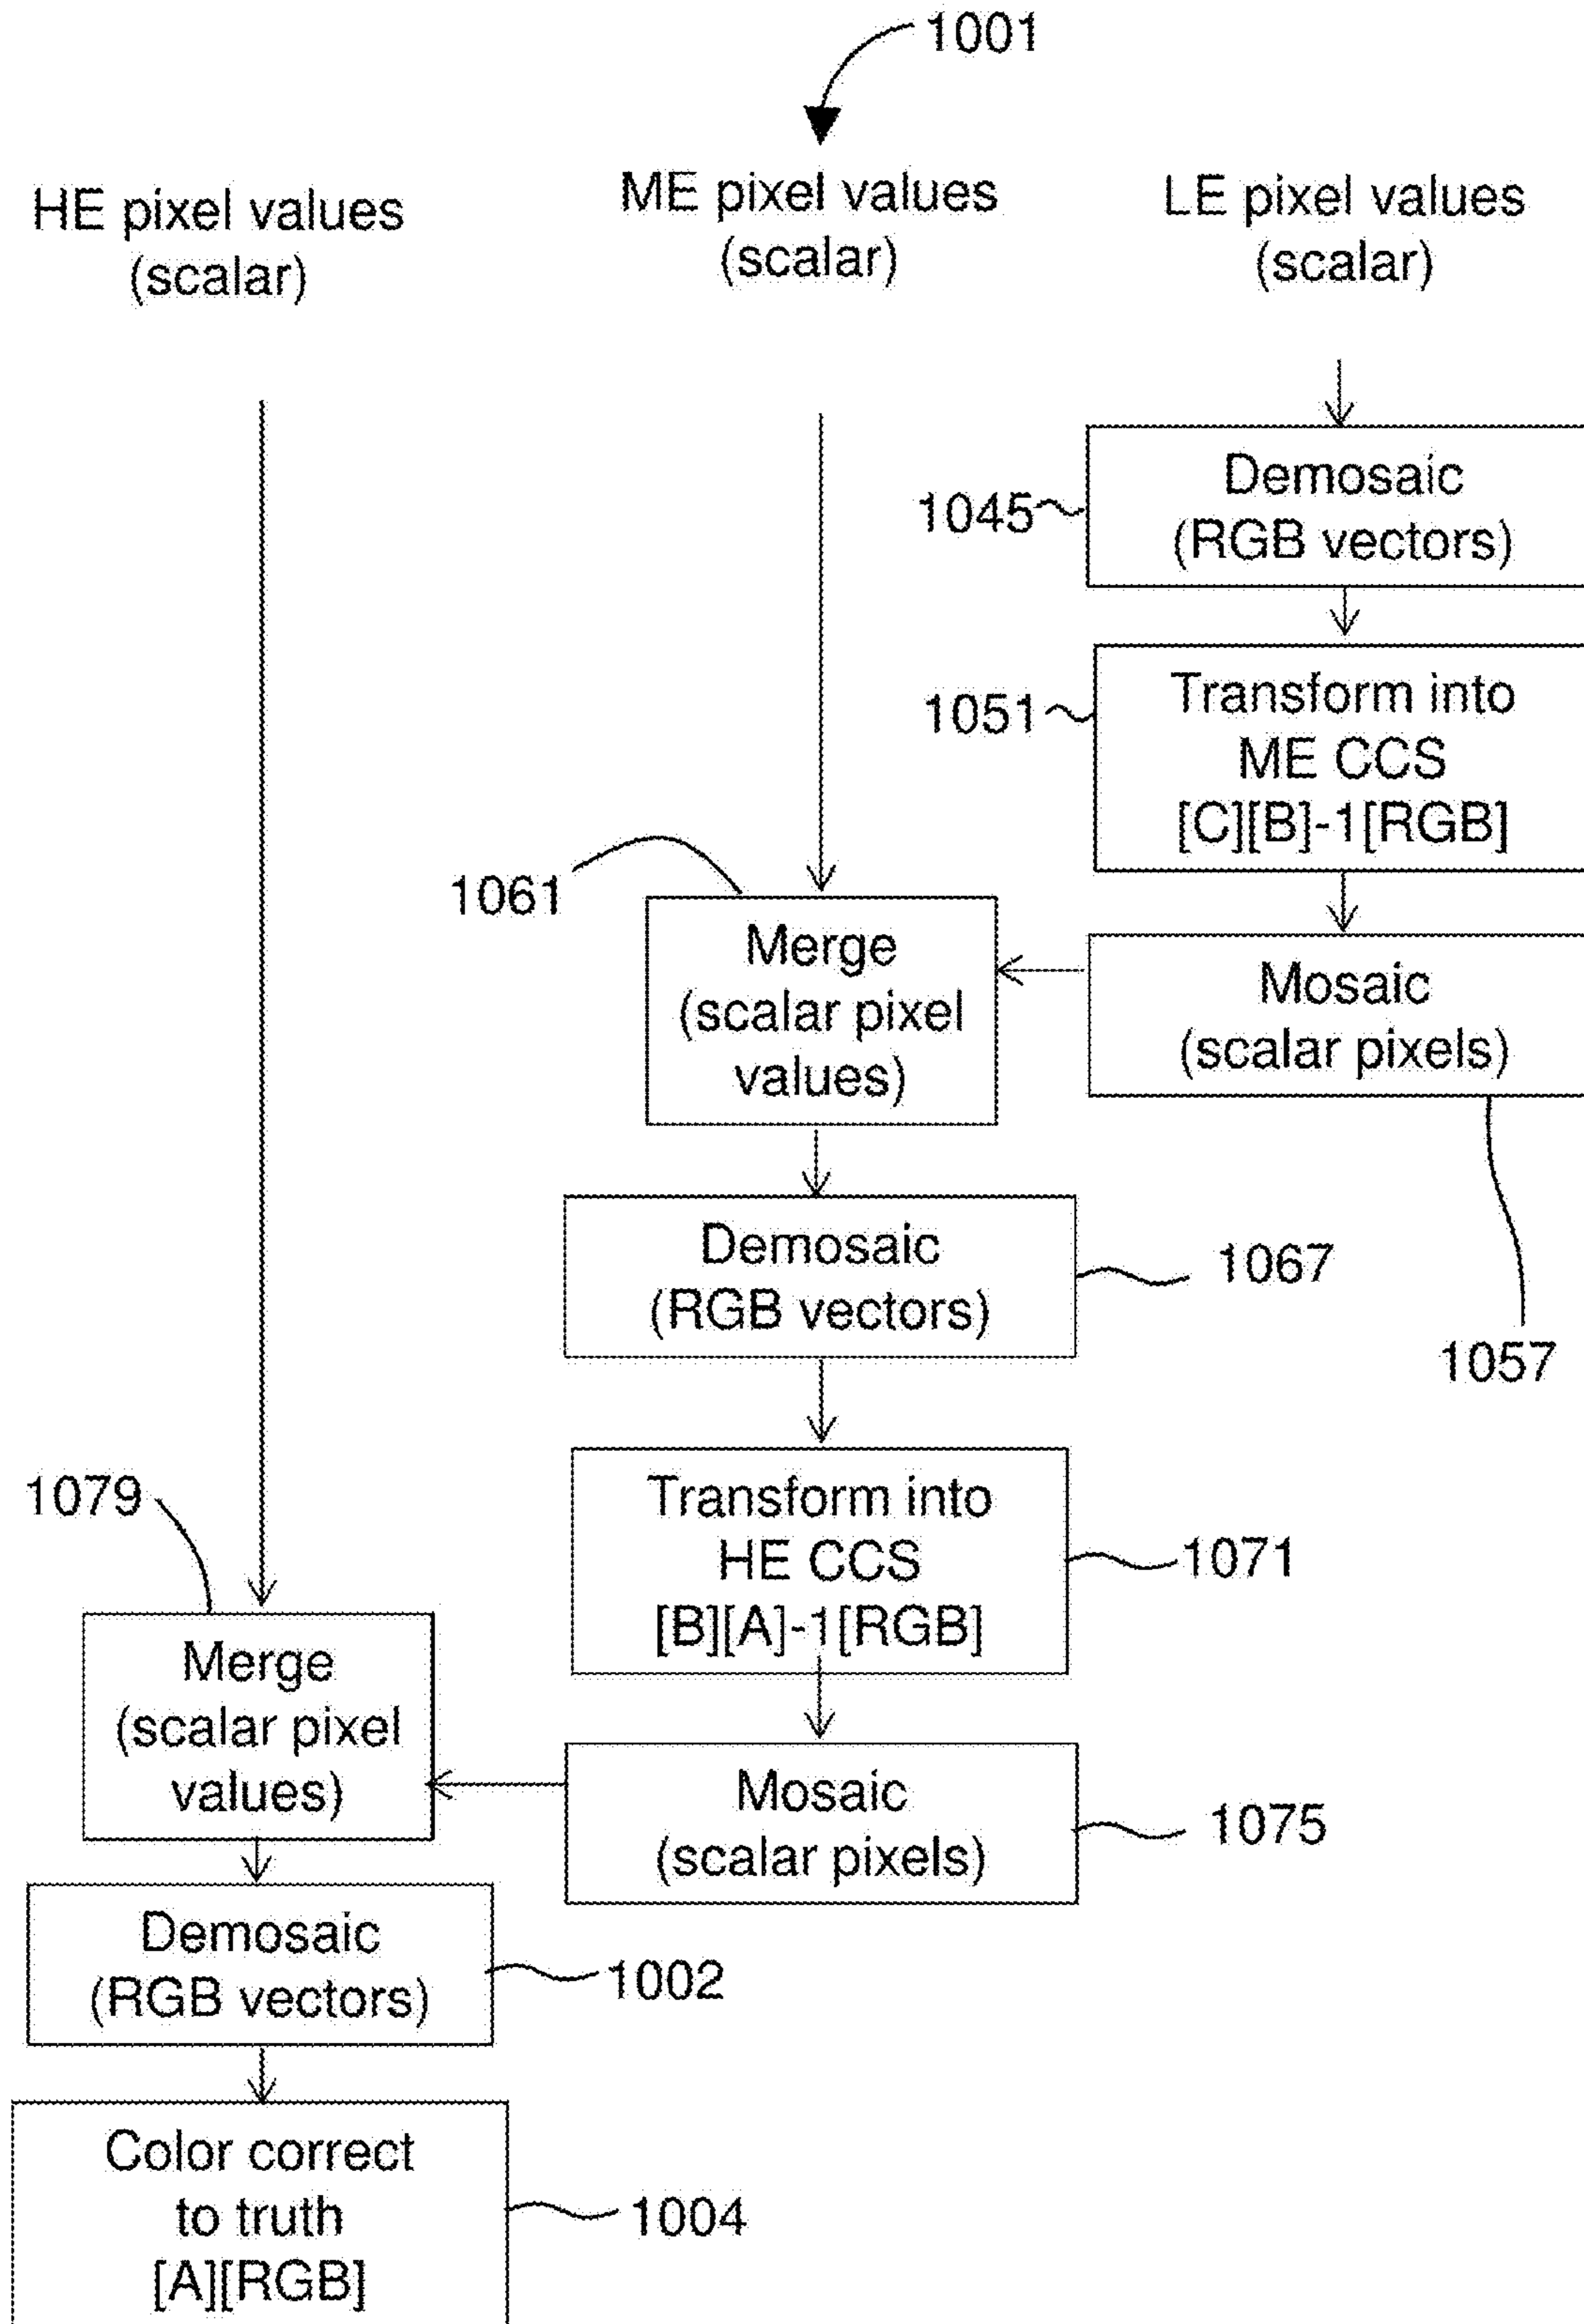 1001
HE pixel values
(scalar)
ME pixel values
(scalar)
LE pixel values
(scalar)
1045
Demosaic
(RGB vectors)
1051
Transform into
ME CCS
[C][B]-1[RGB]
1061
Merge
(scalar pixel
values)
Mosaic
(scalar pixels)
1057
Demosaic
(RGB vectors)
1067
Transform into
HE CCS
[B][A]-1[RGB]
1071
1079
Merge
(scalar pixel
values)
Mosaic
(scalar pixels)
1075
Demosaic
(RGB vectors)
1002
Color correct
to truth
[A][RGB]
1004